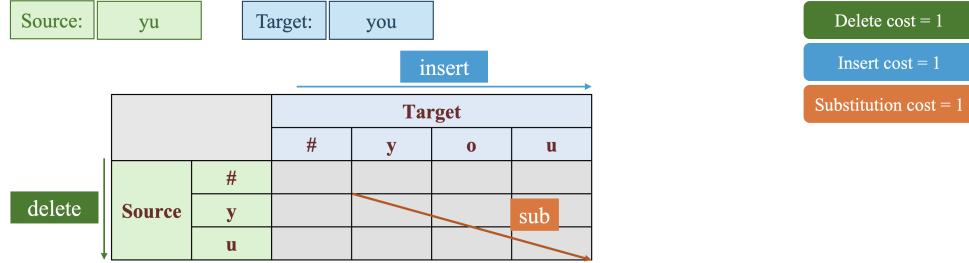 Source: yu Target: you Delete cost = 1
insert Insert cost = 1
Substitution cost = 1
Target
# y o u
#
delete Source y sub
u